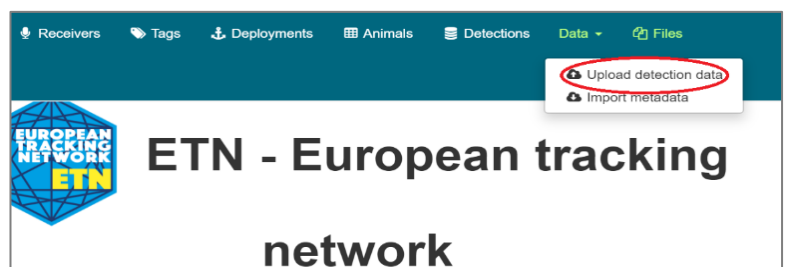 Receivers Tags Deployments Animals Detections Data Files
Upload detection data
Import metadata
EUROPEAN
TRACKING
NETWORK
ETN
ETN - European tracking
network